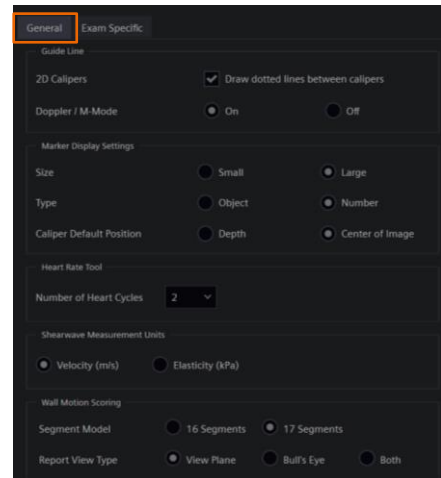 General Exam Specific
Guide Line
2D Calipers Draw dotted lines between calipers
Doppler / M-Mode On Off
Marker Display Settings
Size Small Large
Type Object Number
Caliper Default Position Depth Center of Image
Heart Rate Tool
Number of Heart Cycles 2
Shearwave Measurement Units
Velocity (m/s) Elasticity (kPa)
Wall Motion Scoring
Segment Model 16 Segments 17 Segments
Report View Type View Plane Bull's Eye Both